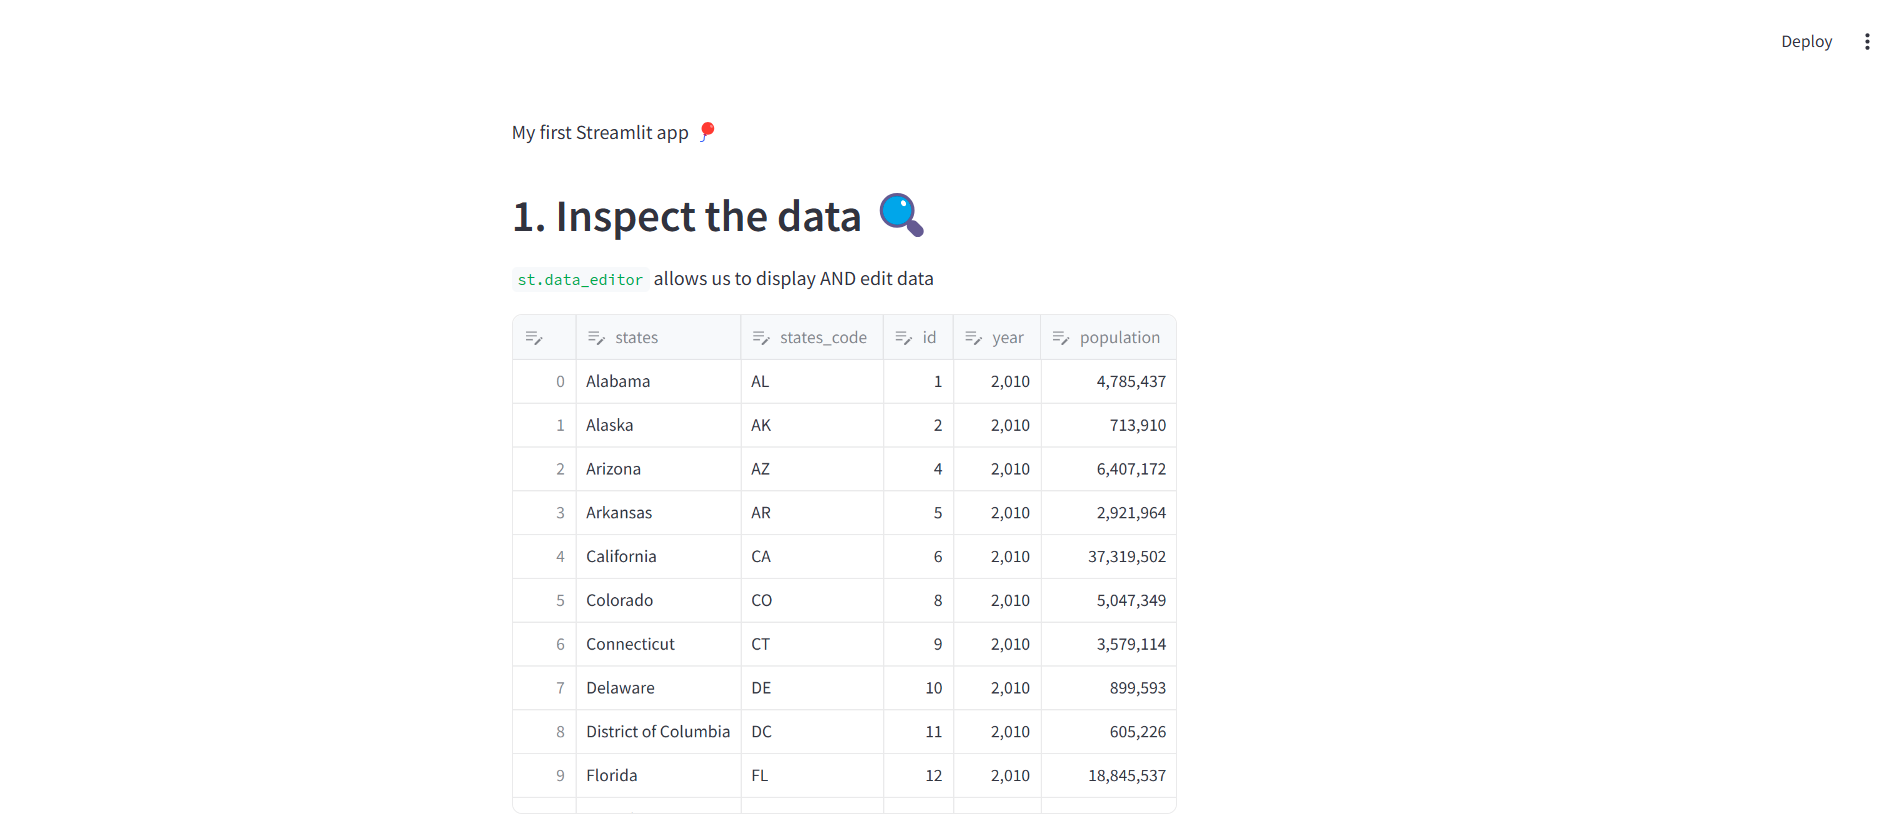 Deploy
My first Streamlit app 🎈
1. Inspect the data 🔍
st.data_editor allows us to display AND edit data
states states_code id year population
0 Alabama AL 1 2,010 4,785,437
1 Alaska AK 2 2,010 713,910
2 Arizona AZ 4 2,010 6,407,172
3 Arkansas AR 5 2,010 2,921,964
4 California CA 6 2,010 37,319,502
5 Colorado CO 8 2,010 5,047,349
6 Connecticut CT 9 2,010 3,579,114
7 Delaware DE 10 2,010 899,593
8 District of Columbia DC 11 2,010 605,226
9 Florida FL 12 2,010 18,845,537